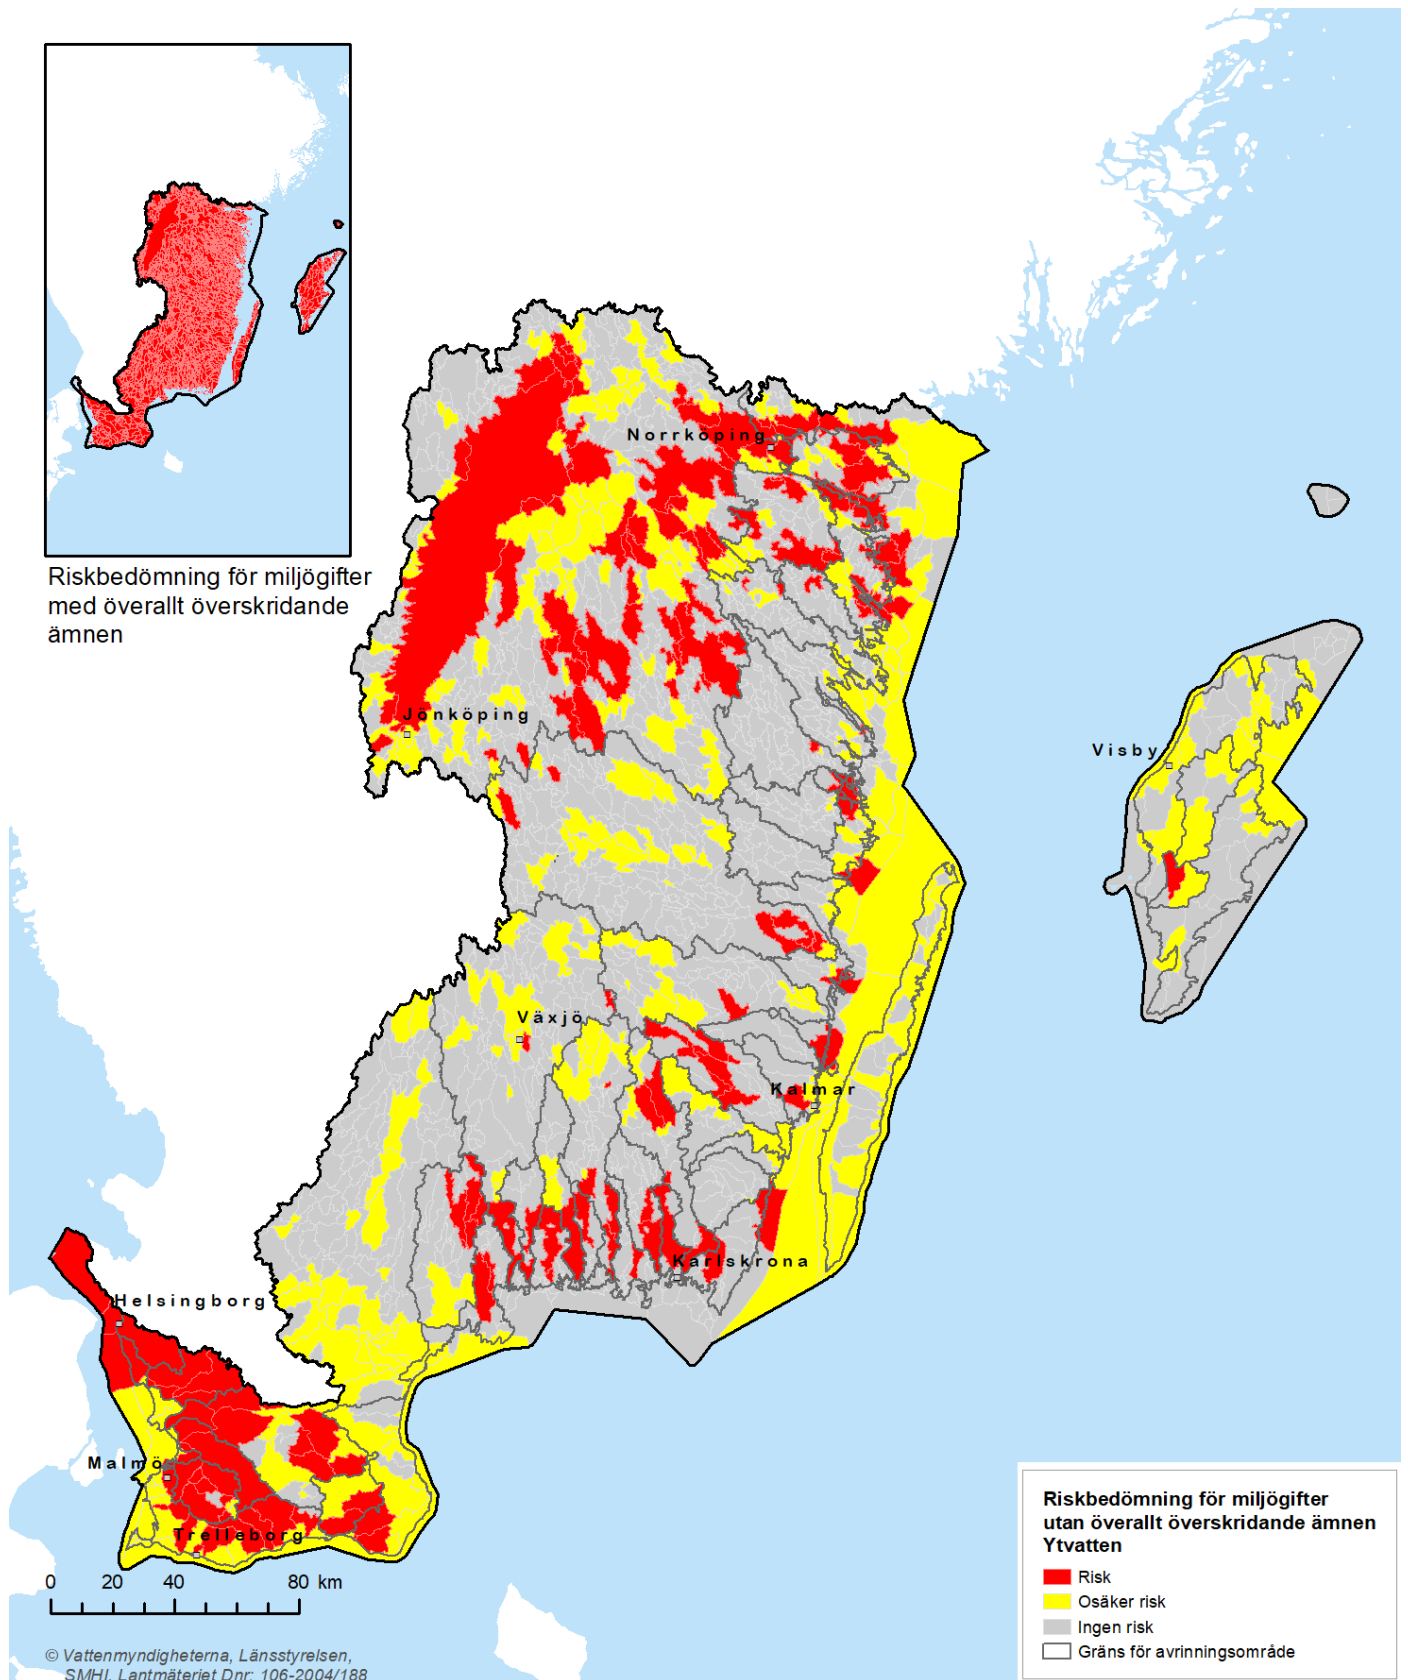 Riskbedömning för miljögifter
med överallt överskridande
ämnen
Norrköping
Jönköping
Visby
Växjö
Kalmar
Karlskrona
Helsingborg
Malmö
Trelleborg
0 20 40 80 km
© Vattenmyndigheterna, Länsstyrelsen,
SMHI, Lantmäteriet Dnr: 106-2004/188
Riskbedömning för miljögifter
utan överallt överskridande ämnen
Ytvatten
Risk
Osäker risk
Ingen risk
Gräns för avrinningsområde